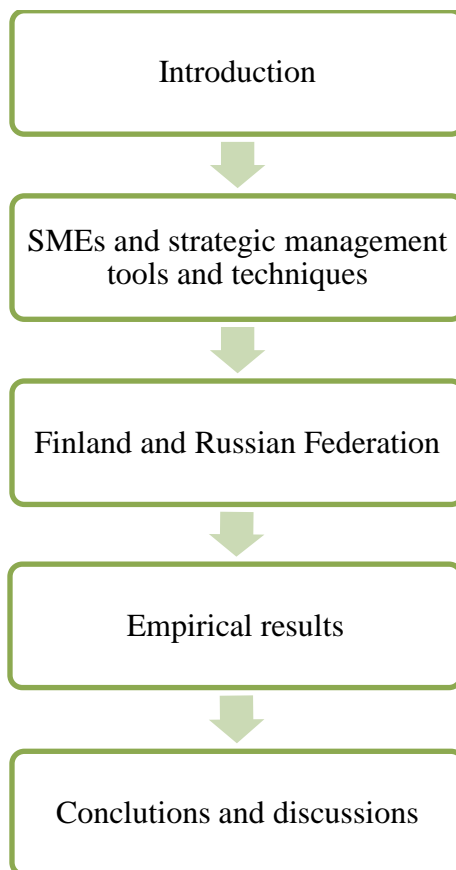 Introduction
SMEs and strategic management
tools and techniques
Finland and Russian Federation
Empirical results
Conclutions and discussions